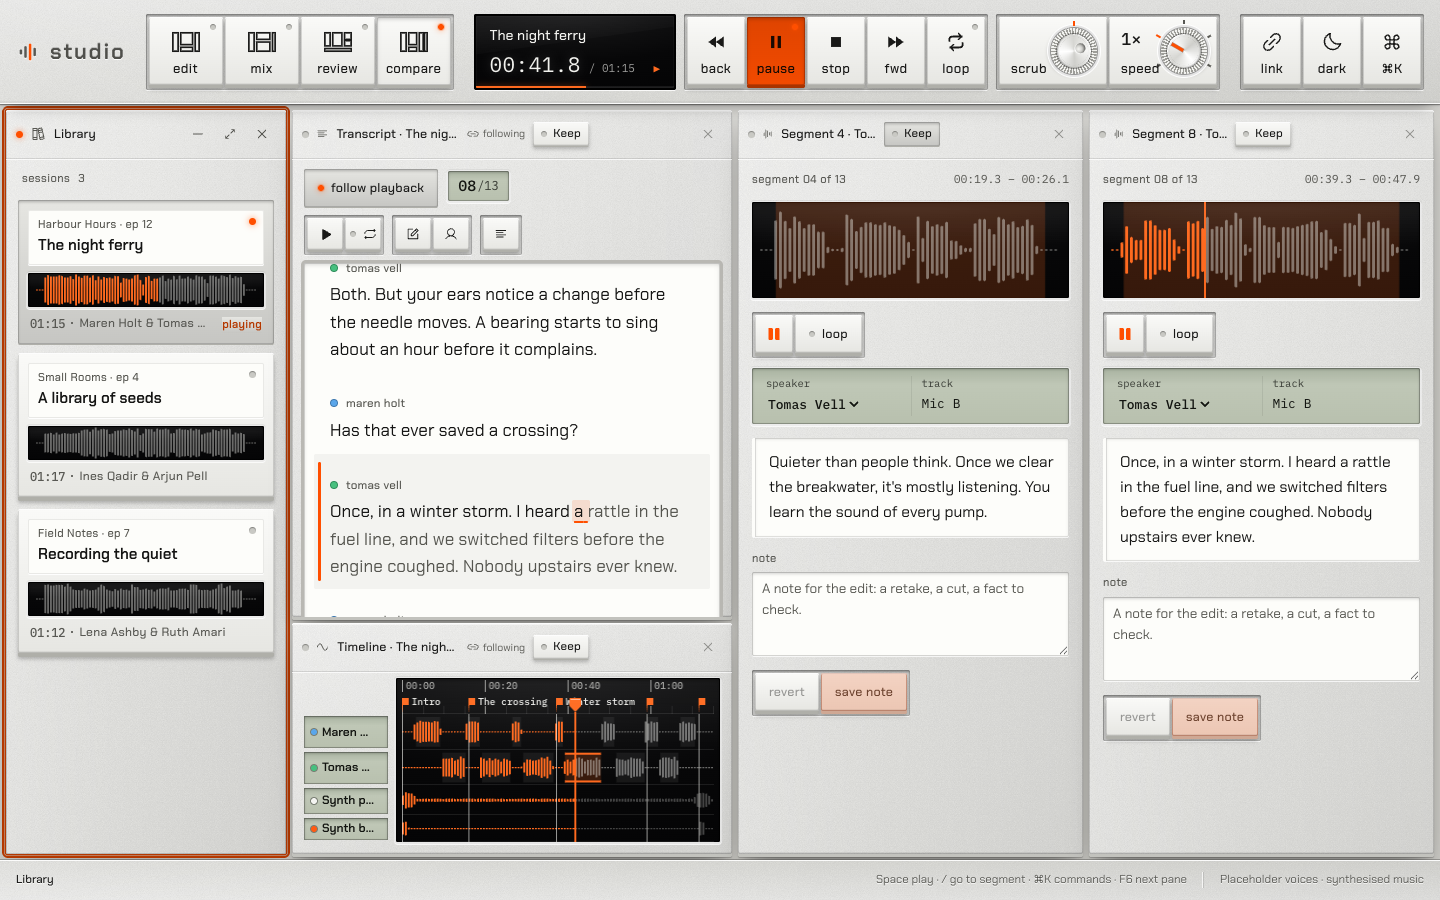 studio
edit
mix
review
compare
The night ferry
00:41.8 / 01:15
back
pause
stop
fwd
loop
scrub
1×
speed
link
dark
⌘
⌘K
Library
sessions 3
Harbour Hours · ep 12
The night ferry
01:15 · Maren Holt & Tomas ... playing
Small Rooms · ep 4
A library of seeds
01:17 · Ines Qadir & Arjun Pell
Field Notes · ep 7
Recording the quiet
01:12 · Lena Ashby & Ruth Amari
Transcript · The nig... following Keep
follow playback 08/13
tomas vell
Both. But your ears notice a change before
the needle moves. A bearing starts to sing
about an hour before it complains.
maren holt
Has that ever saved a crossing?
tomas vell
Once, in a winter storm. I heard a rattle in the
fuel line, and we switched filters before the
engine coughed. Nobody upstairs ever knew.
Timeline · The nigh... following Keep
00:00 00:20 00:40 01:00
Intro The crossing Winter storm
Maren ...
Tomas ...
Synth p...
Synth b...
Segment 4 · To... Keep
segment 04 of 13 00:19.3 – 00:26.1
loop
speaker track
Tomas Vell Mic B
Quieter than people think. Once we clear
the breakwater, it's mostly listening. You
learn the sound of every pump.
note
A note for the edit: a retake, a cut, a fact to
check.
revert save note
Segment 8 · To... Keep
segment 08 of 13 00:39.3 – 00:47.9
loop
speaker track
Tomas Vell Mic B
Once, in a winter storm. I heard a rattle
in the fuel line, and we switched filters
before the engine coughed. Nobody
upstairs ever knew.
note
A note for the edit: a retake, a cut, a fact to
check.
revert save note
Library
Space play · / go to segment · ⌘K commands · F6 next pane
Placeholder voices · synthesised music